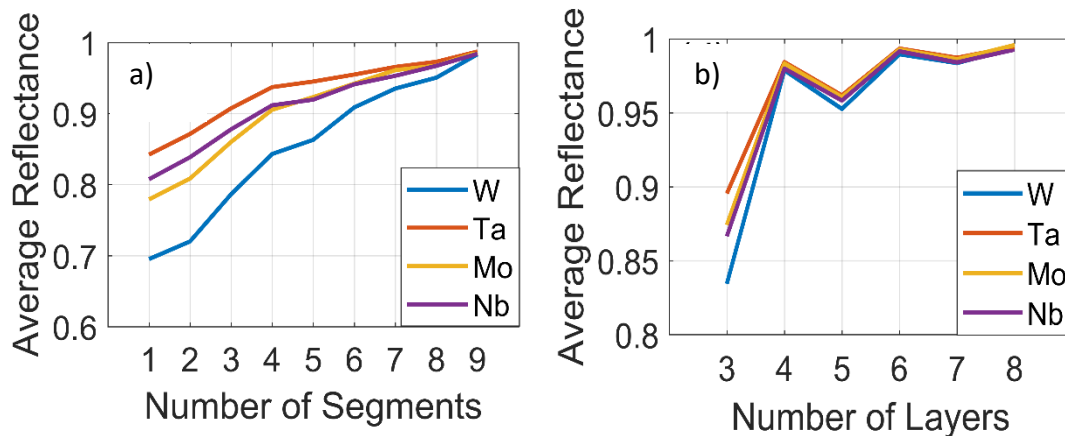 a)
Average Reflectance
1
0.9
0.8
0.7
0.6
1 2 3 4 5 6 7 8 9
Number of Segments
W
Ta
Mo
Nb
b)
Average Reflectance
1
0.95
0.9
0.85
0.8
3 4 5 6 7 8
Number of Layers
W
Ta
Mo
Nb